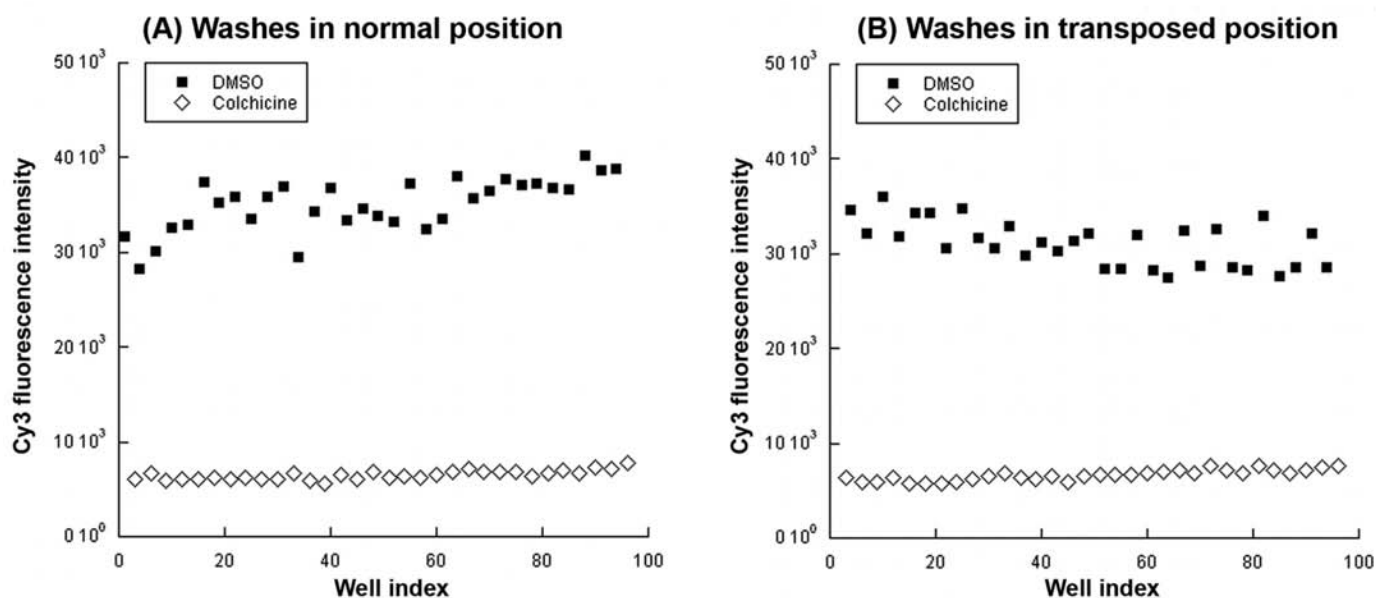 (A) Washes in normal position
50 10³
40 10³
30 10³
20 10³
10 10³
0 10⁰
Cy3 fluorescence intensity
DMSO
Colchicine
0 20 40 60 80 100
Well index
(B) Washes in transposed position
50 10³
40 10³
30 10³
20 10³
10 10³
0 10⁰
Cy3 fluorescence intensity
DMSO
Colchicine
0 20 40 60 80 100
Well index